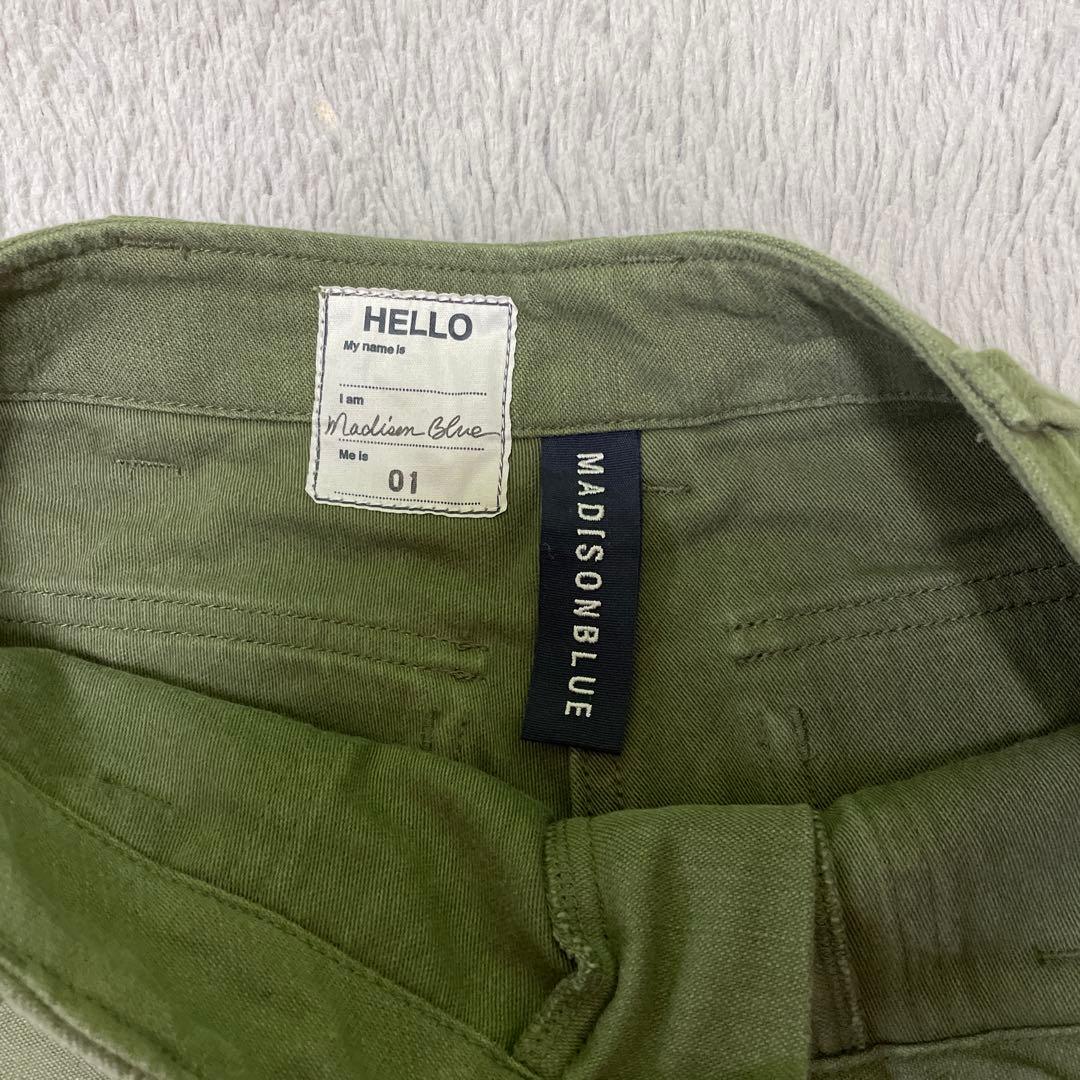 HELLO
My name is
I am
Madison Blue
Me is
01
MADISONBLUE